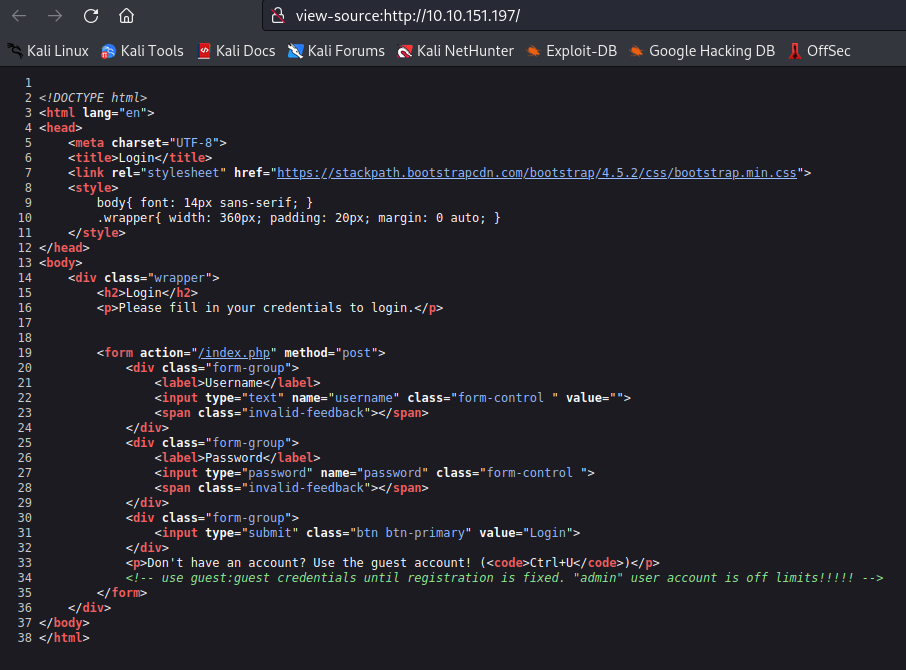 view-source:http://10.10.151.197/
Kali Linux Kali Tools Kali Docs Kali Forums Kali NetHunter Exploit-DB Google Hacking DB OffSec
1
2 <!DOCTYPE html>
3 <html lang="en">
4 <head>
5     <meta charset="UTF-8">
6     <title>Login</title>
7     <link rel="stylesheet" href="https://stackpath.bootstrapcdn.com/bootstrap/4.5.2/css/bootstrap.min.css">
8     <style>
9         body{ font: 14px sans-serif; }
10         .wrapper{ width: 360px; padding: 20px; margin: 0 auto; }
11     </style>
12 </head>
13 <body>
14     <div class="wrapper">
15         <h2>Login</h2>
16         <p>Please fill in your credentials to login.</p>
17
18
19         <form action="/index.php" method="post">
20             <div class="form-group">
21                 <label>Username</label>
22                 <input type="text" name="username" class="form-control " value="">
23                 <span class="invalid-feedback"></span>
24             </div>
25             <div class="form-group">
26                 <label>Password</label>
27                 <input type="password" name="password" class="form-control ">
28                 <span class="invalid-feedback"></span>
29             </div>
30             <div class="form-group">
31                 <input type="submit" class="btn btn-primary" value="Login">
32             </div>
33             <p>Don't have an account? Use the guest account! (<code>Ctrl+U</code>)</p>
34             <!-- use guest:guest credentials until registration is fixed. "admin" user account is off limits!!!!! -->
35         </form>
36     </div>
37 </body>
38 </html>